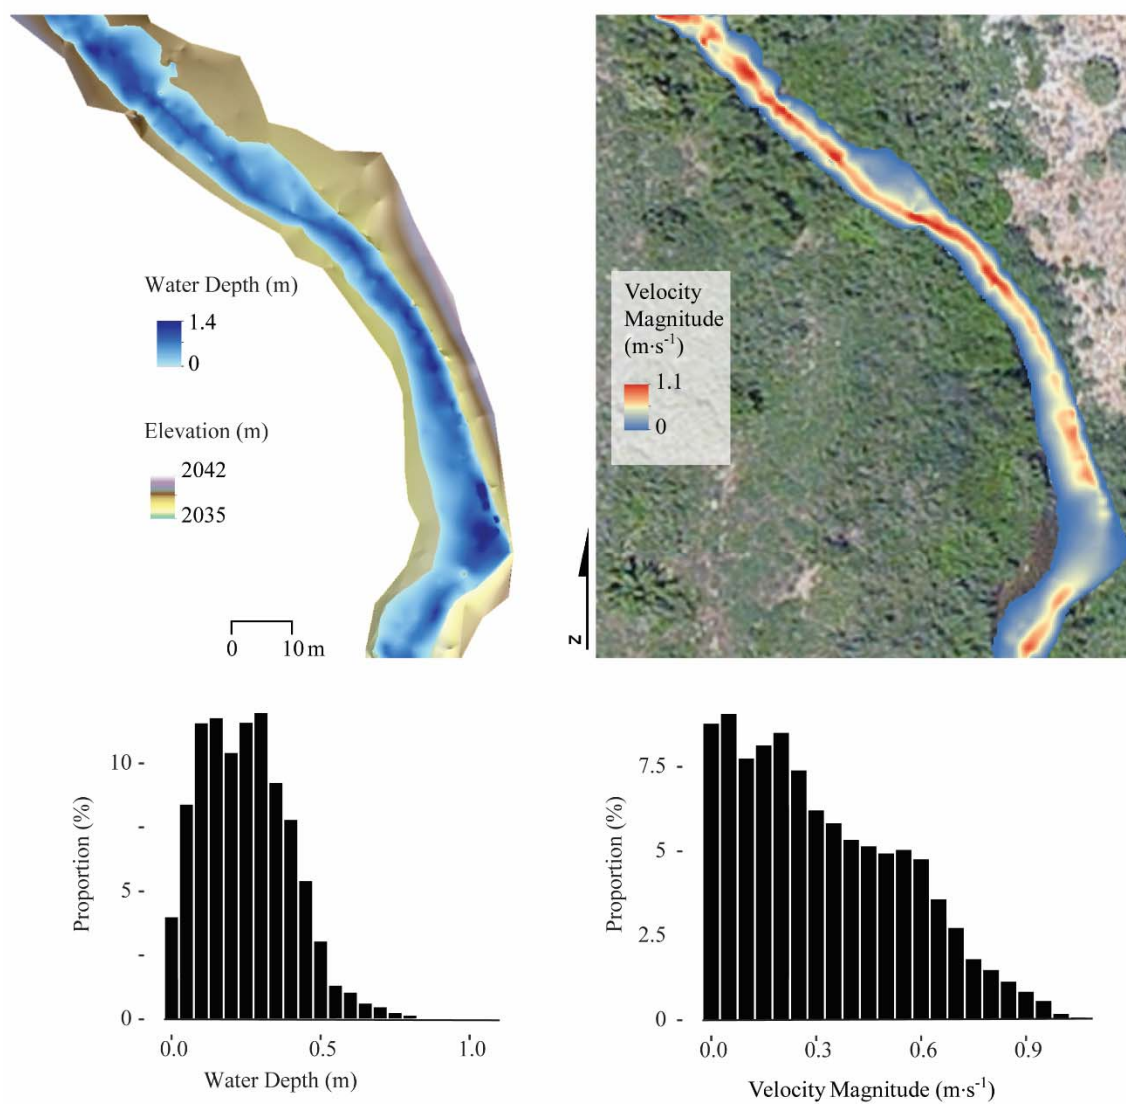 Water Depth (m)
1.4
0
Elevation (m)
2042
2035
0 10 m
N
Velocity
Magnitude
(m·s⁻¹)
1.1
0
10 -
-
5 -
-
0 -
Proportion (%)
0.0 0.5 1.0
Water Depth (m)
7.5 -
5 -
2.5 -
0 -
Proportion (%)
0.0 0.3 0.6 0.9
Velocity Magnitude (m·s⁻¹)